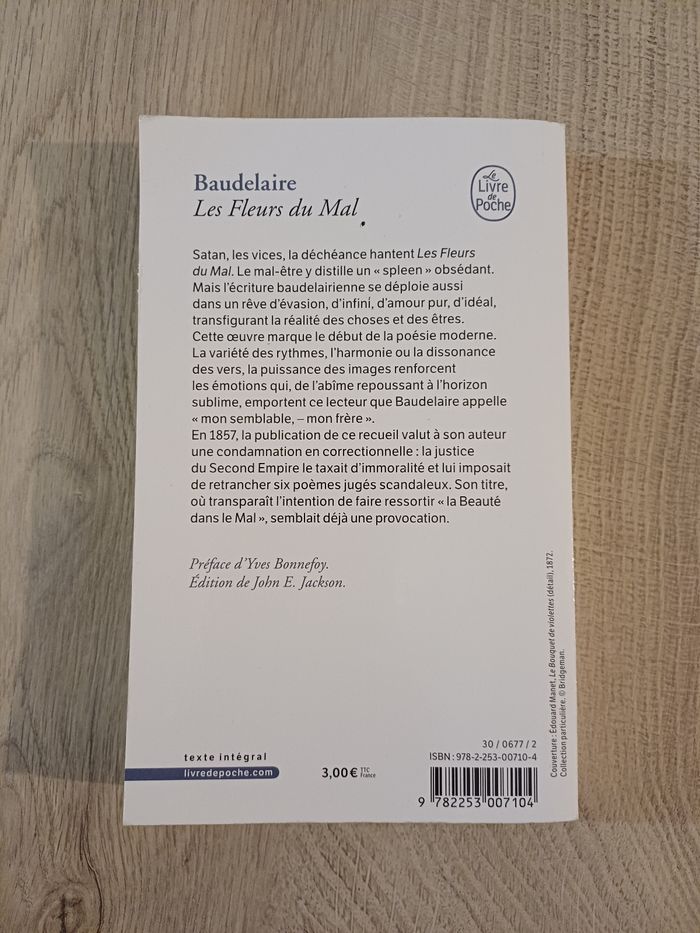 Baudelaire
Les Fleurs du Mal
Le
Livre
de
Poche
Satan, les vices, la déchéance hantent Les Fleurs
du Mal. Le mal-être y distille un « spleen » obsédant.
Mais l'écriture baudelairienne se déploie aussi
dans un rêve d'évasion, d'infini, d'amour pur, d'idéal,
transfigurant la réalité des choses et des êtres.
Cette œuvre marque le début de la poésie moderne.
La variété des rythmes, l'harmonie ou la dissonance
des vers, la puissance des images renforcent
les émotions qui, de l'abîme repoussant à l'horizon
sublime, emportent ce lecteur que Baudelaire appelle
« mon semblable, – mon frère ».
En 1857, la publication de ce recueil valut à son auteur
une condamnation en correctionnelle : la justice
du Second Empire le taxait d'immoralité et lui imposait
de retrancher six poèmes jugés scandaleux. Son titre,
où transparaît l'intention de faire ressortir « la Beauté
dans le Mal », semblait déjà une provocation.
Préface d'Yves Bonnefoy.
Édition de John E. Jackson.
Couverture : Édouard Manet, Le Bouquet de violettes (détail), 1872.
Collection particulière. © Bridgeman.
texte intégral
livredepoche.com
3,00 € TTC
France
30 / 0677 / 2
ISBN : 978-2-253-00710-4
9 782253 007104